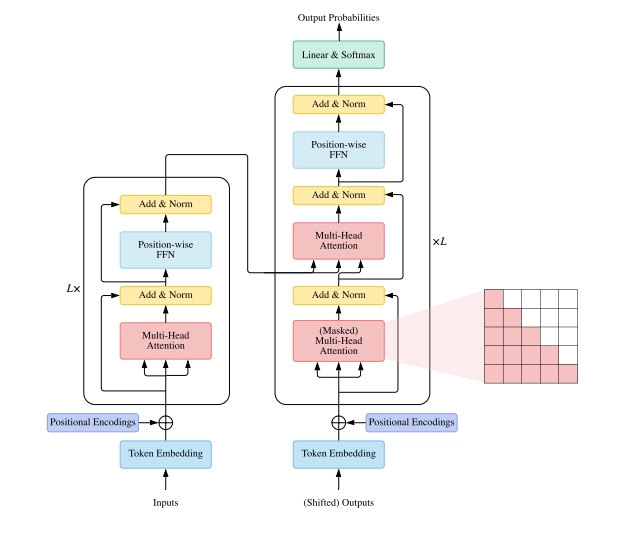 Output Probabilities
Linear & Softmax
Add & Norm
Position-wise
FFN
Add & Norm
Multi-Head
Attention
Add & Norm
(Masked)
Multi-Head
Attention
×L
Positional Encodings
Token Embedding
(Shifted) Outputs
Add & Norm
Position-wise
FFN
L×
Add & Norm
Multi-Head
Attention
Positional Encodings
Token Embedding
Inputs